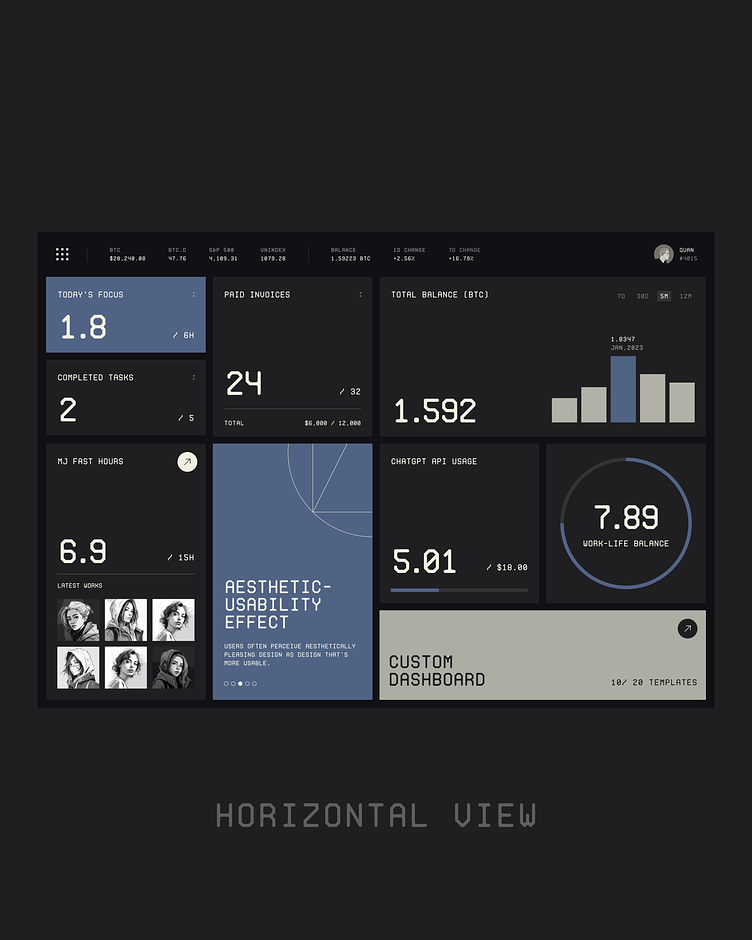 BTC
$28,240.08
BTC.D
47.76
S&P 500
4,109.31
UNINDEX
1079.28
BALANCE
1.59223 BTC
1D CHANGE
+2.56%
7D CHANGE
+16.79%
QUAN
#4015
TODAY'S FOCUS
1.8
/ 6H
COMPLETED TASKS
2
/ 5
PAID INVOICES
24
/ 32
TOTAL
$6,000 / 12,000
TOTAL BALANCE (BTC)
7D 30D 5M 12M
1.8347
JAN,2023
1.592
MJ FAST HOURS
6.9
/ 15H
LATEST WORKS
AESTHETIC-
USABILITY
EFFECT
USERS OFTEN PERCEIVE AESTHETICALLY
PLEASING DESIGN AS DESIGN THAT'S
MORE USABLE.
CHATGPT API USAGE
5.01
/ $18.00
7.89
WORK-LIFE BALANCE
CUSTOM
DASHBOARD
10/ 20 TEMPLATES
HORIZONTAL VIEW